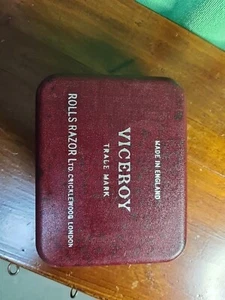 MADE IN ENGLAND
VICEROY
TRADE MARK
ROLLS RAZOR LTD. CRICKLEWOOD, LONDON